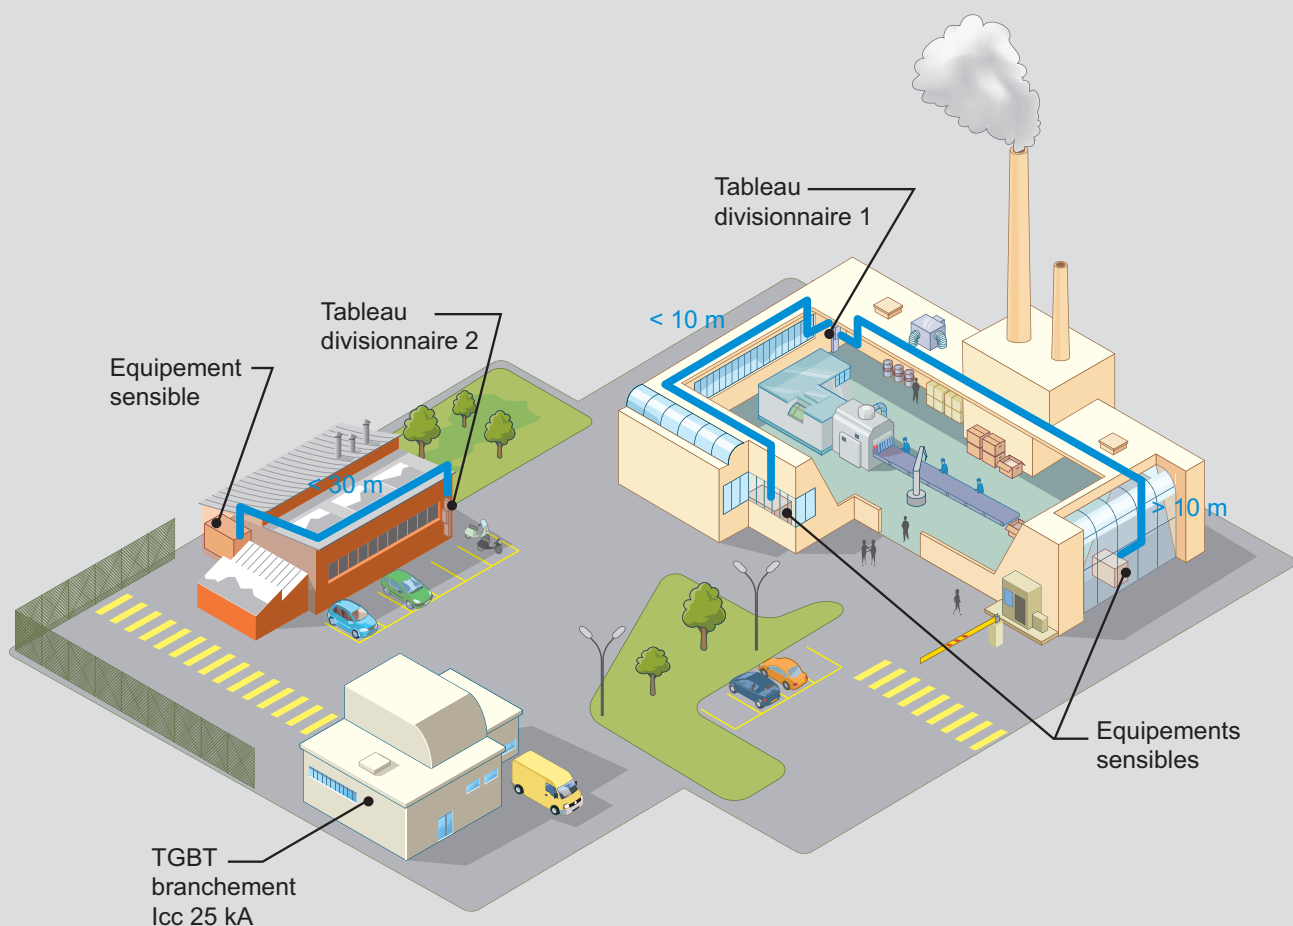 Tableau
divisionnaire 1
< 10 m
Tableau
divisionnaire 2
Equipement
sensible
< 30 m
> 10 m
Equipements
sensibles
TGBT
branchement
Icc 25 kA